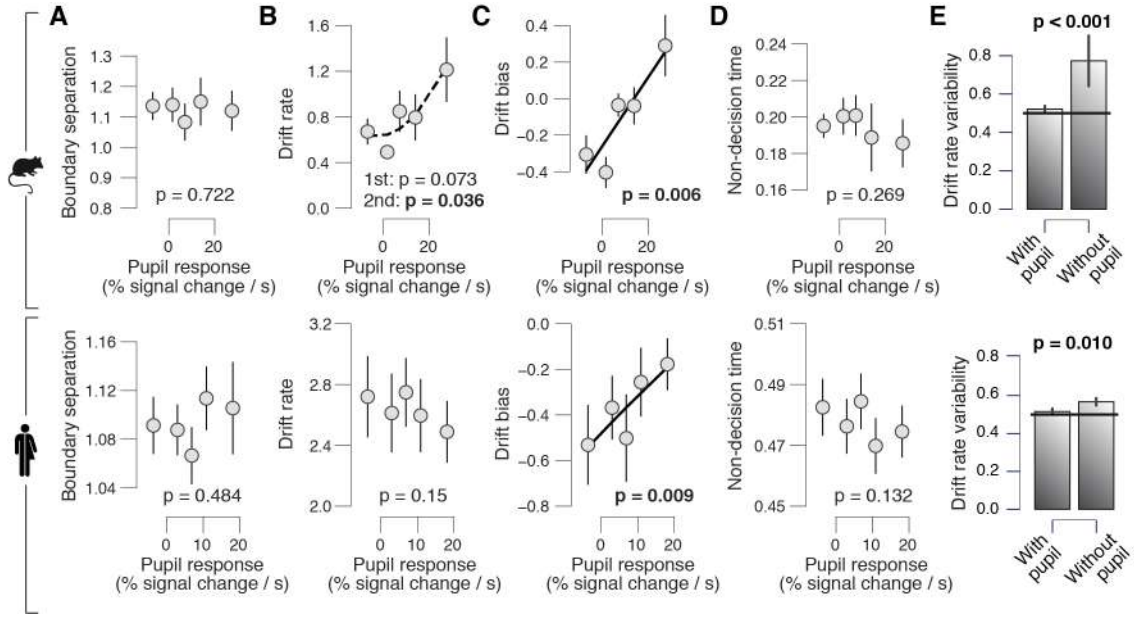 A
Boundary separation
1.3
1.2
1.1
1.0
0.9
0.8
p = 0.722
0 20
Pupil response
(% signal change / s)
B
Drift rate
1.6
1.2
0.8
0.4
0.0
1st: p = 0.073
2nd: p = 0.036
0 20
Pupil response
(% signal change / s)
C
Drift bias
0.4
0.2
0.0
−0.2
−0.4
p = 0.006
0 20
Pupil response
(% signal change / s)
D
Non-decision time
0.24
0.22
0.20
0.18
0.16
p = 0.269
0 20
Pupil response
(% signal change / s)
E
p < 0.001
Drift rate variability
0.8
0.6
0.4
0.2
0.0
With
pupil
Without
pupil
Boundary separation
1.16
1.12
1.08
1.04
p = 0.484
0 10 20
Pupil response
(% signal change / s)
Drift rate
3.2
2.8
2.4
2.0
p = 0.15
0 10 20
Pupil response
(% signal change / s)
Drift bias
0.0
−0.2
−0.4
−0.6
−0.8
p = 0.009
0 10 20
Pupil response
(% signal change / s)
Non-decision time
0.51
0.49
0.47
0.45
p = 0.132
0 10 20
Pupil response
(% signal change / s)
p = 0.010
Drift rate variability
0.8
0.6
0.4
0.2
0.0
With
pupil
Without
pupil